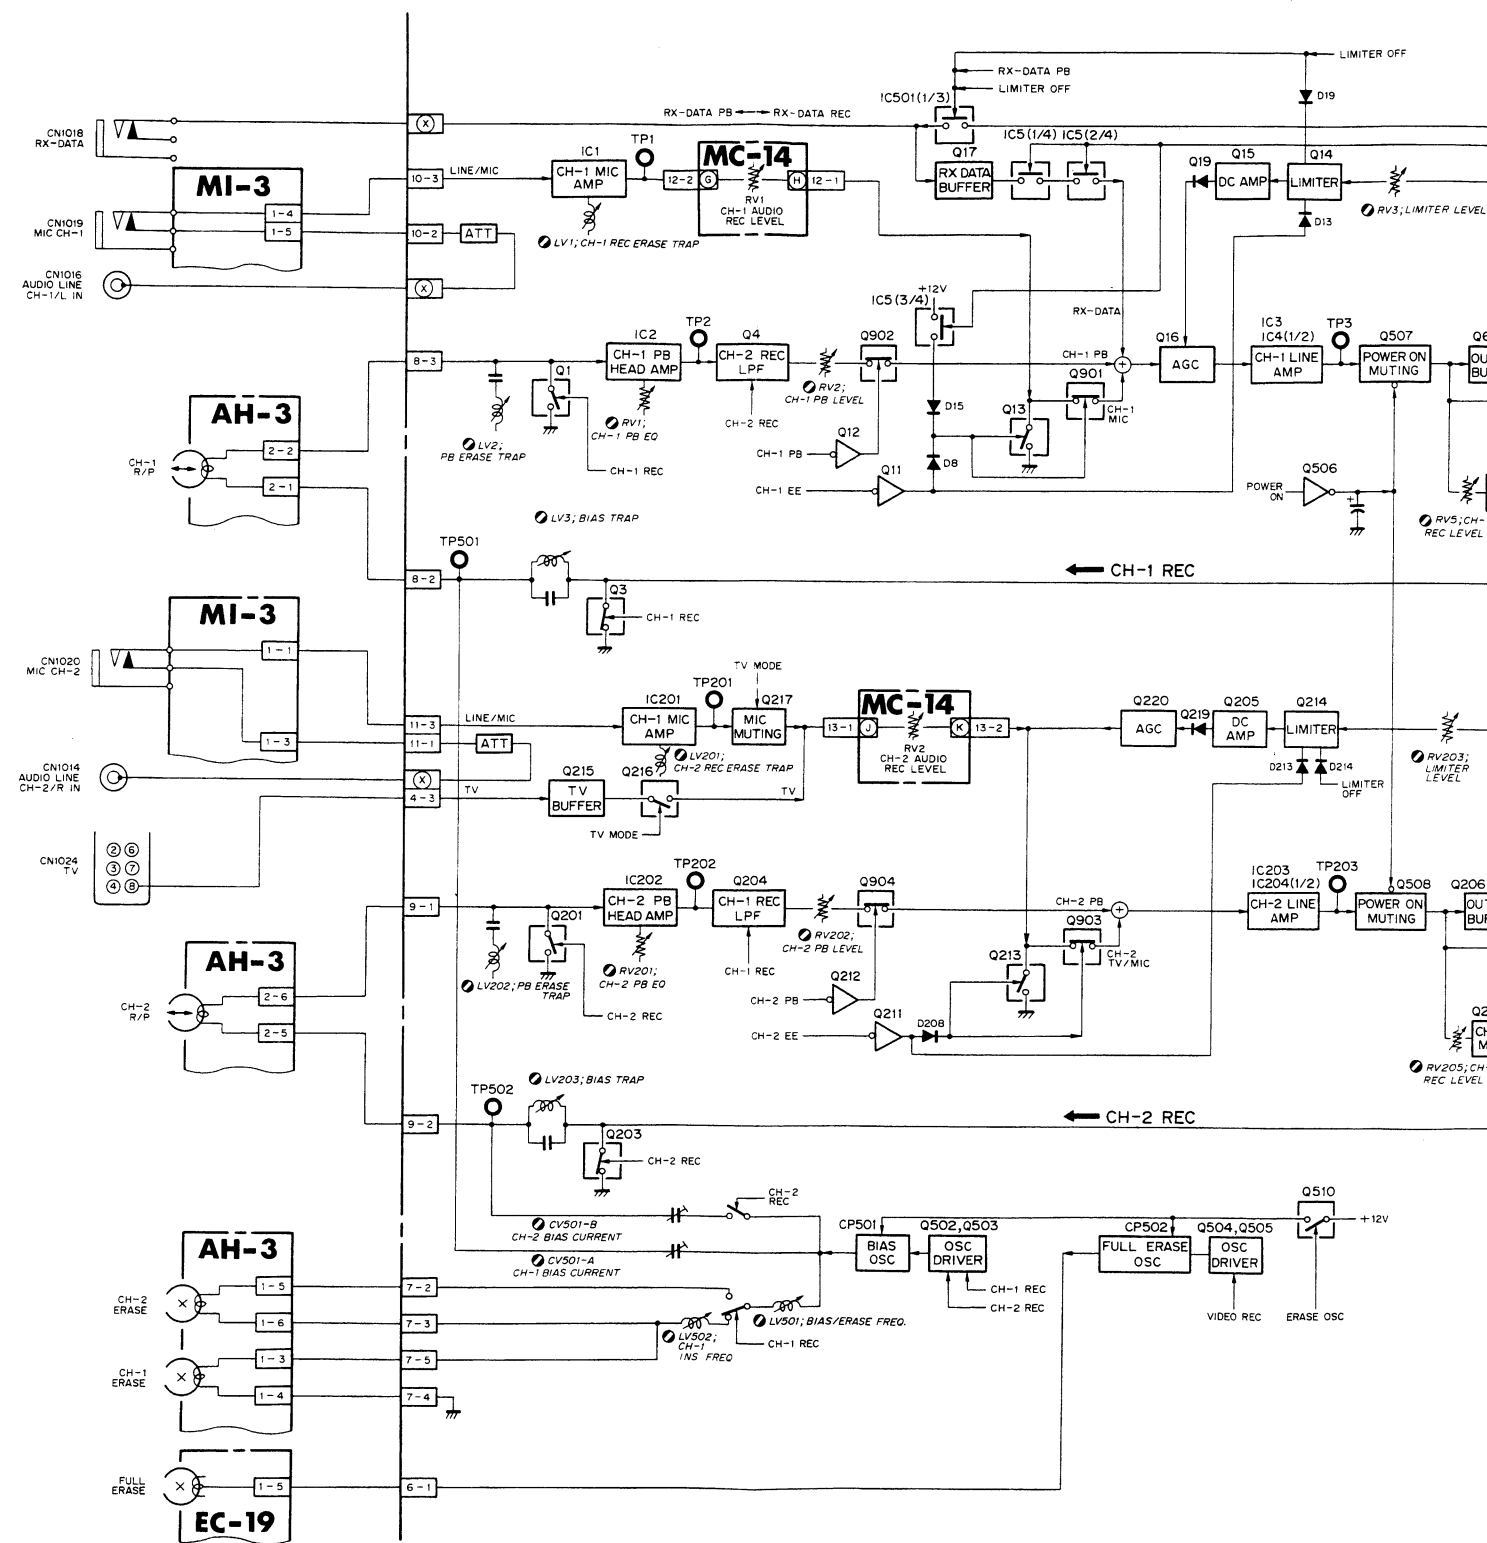 LIMITER OFF
RX-DATA PB
LIMITER OFF
IC501(1/3)
D19
RX-DATA PB RX-DATA REC
CN1018
RX-DATA
X
IC5(1/4) IC5(2/4)
MI-3
10-3
LINE/MIC
IC1
CH-1 MIC
AMP
TP1
MC-14
12-2
G
H
12-1
RV1
CH-1 AUDIO
REC LEVEL
Q17
RX DATA
BUFFER
Q19
Q15
DC AMP
Q14
LIMITER
RV3; LIMITER LEVEL
D13
1-4
1-5
CN1019
MIC CH-1
10-2
ATT
LV1; CH-1 REC ERASE TRAP
CN1016
AUDIO LINE
CH-1/L IN
X
+12V
IC5(3/4)
RX-DATA
8-3
IC2
CH-1 PB
HEAD AMP
TP2
Q4
CH-2 REC
LPF
Q902
CH-1 PB
+
Q16
AGC
IC3
IC4(1/2)
CH-1 LINE
AMP
TP3
Q507
POWER ON
MUTING
Q6
OU
BU
Q1
RV2;
CH-1 PB LEVEL
Q901
D15
CH-1
MIC
Q13
AH-3
LV2;
PB ERASE TRAP
RV1;
CH-1 PB EQ
CH-2 REC
Q12
CH-1 PB
2-2
CH-1
R/P
2-1
CH-1 REC
Q11
D8
CH-1 EE
Q506
POWER
ON
+
RV5; CH-
REC LEVEL
LV3; BIAS TRAP
TP501
8-2
CH-1 REC
Q3
CH-1 REC
MI-3
1-1
CN1020
MIC CH-2
1-3
TV MODE
11-3
LINE/MIC
IC201
CH-1 MIC
AMP
TP201
Q217
MIC
MUTING
13-1
MC-14
J
K
13-2
RV2
CH-2 AUDIO
REC LEVEL
Q220
AGC
Q219
Q205
DC
AMP
Q214
LIMITER
11-1
ATT
LV201;
CH-2 REC ERASE TRAP
D213
D214
LIMITER
OFF
RV203;
LIMITER
LEVEL
CN1014
AUDIO LINE
CH-2/R IN
X
4-3
TV
Q215
TV
BUFFER
Q216
TV
TV MODE
CN1024
TV
2 6
3 7
4 8
9-1
IC202
CH-2 PB
HEAD AMP
TP202
Q204
CH-1 REC
LPF
Q904
CH-2 PB
+
IC203
IC204(1/2)
CH-2 LINE
AMP
TP203
Q508
POWER ON
MUTING
Q206
OUT
BUF
Q201
RV202;
CH-2 PB LEVEL
Q903
CH-2
TV/MIC
Q213
AH-3
LV202; PB ERASE
TRAP
RV201;
CH-2 PB EQ
CH-1 REC
Q212
CH-2 PB
2-6
CH-2
R/P
2-5
CH-2 REC
Q211
D208
CH-2 EE
Q2
CH
M
RV205; CH-
REC LEVEL
LV203; BIAS TRAP
TP502
9-2
CH-2 REC
Q203
CH-2 REC
CH-2
REC
CV501-B
CH-2 BIAS CURRENT
CV501-A
CH-1 BIAS CURRENT
CP501
BIAS
OSC
Q502, Q503
OSC
DRIVER
CH-1 REC
CH-2 REC
CP502
FULL ERASE
OSC
Q504, Q505
OSC
DRIVER
Q510
+12V
VIDEO REC
ERASE OSC
AH-3
1-5
7-2
CH-2
ERASE
1-6
7-3
LV501; BIAS/ERASE FREQ.
LV502;
CH-1
INS FREQ
CH-1 REC
1-3
7-5
CH-1
ERASE
1-4
7-4
FULL
ERASE
1-5
6-1
EC-19